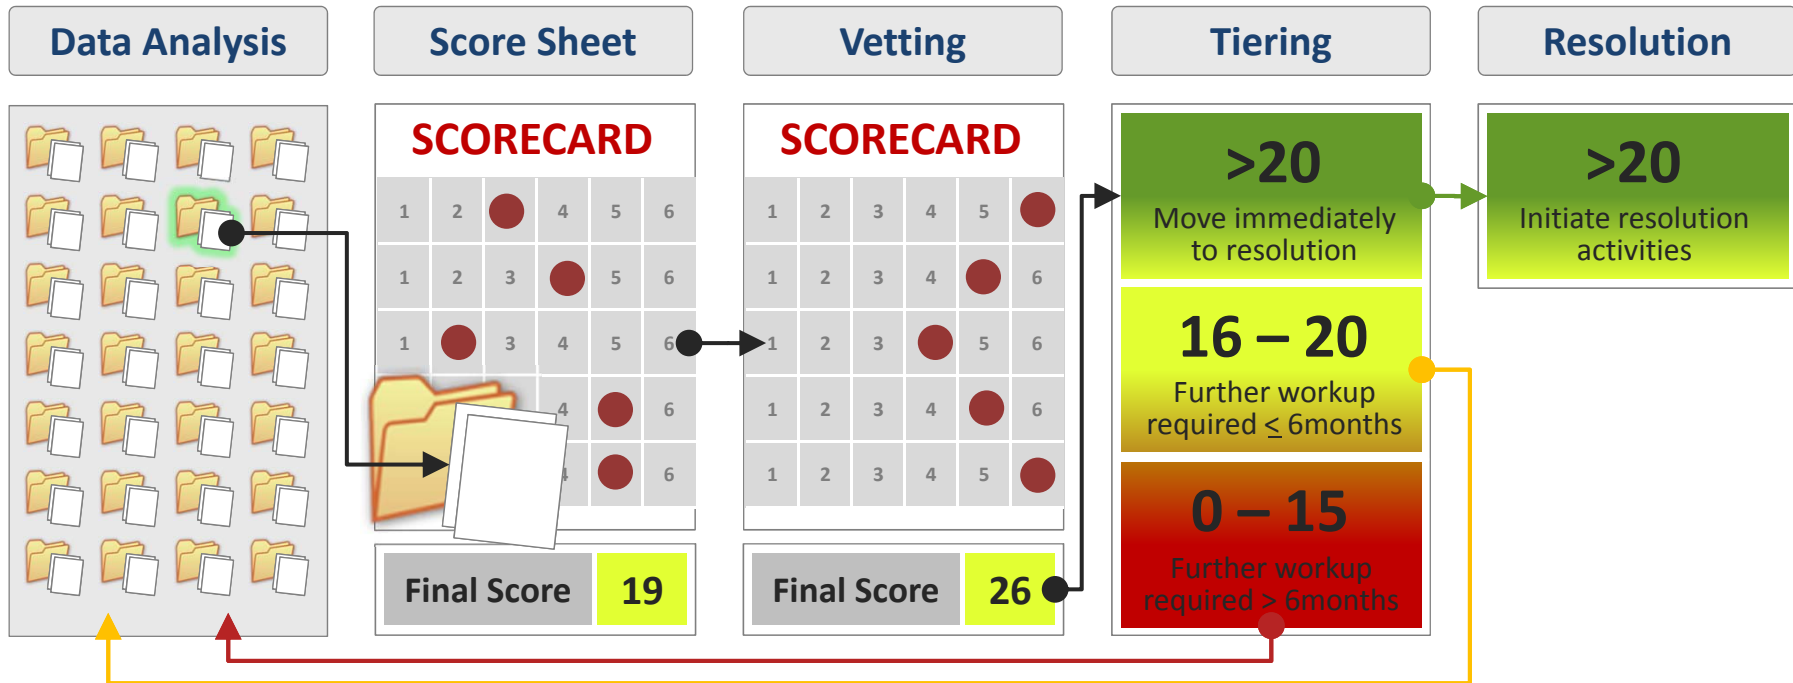 Data Analysis
Score Sheet
Vetting
Tiering
Resolution
SCORECARD
1 2 4 5 6
1 2 3 5 6
1 3 4 5 6
4 6
4 6
Final Score 19
SCORECARD
1 2 3 4 5
1 2 3 4 6
1 2 3 5 6
1 2 3 4 6
1 2 3 4 5
Final Score 26
>20
Move immediately
to resolution
16 – 20
Further workup
required ≤ 6months
0 – 15
Further workup
required > 6months
>20
Initiate resolution
activities